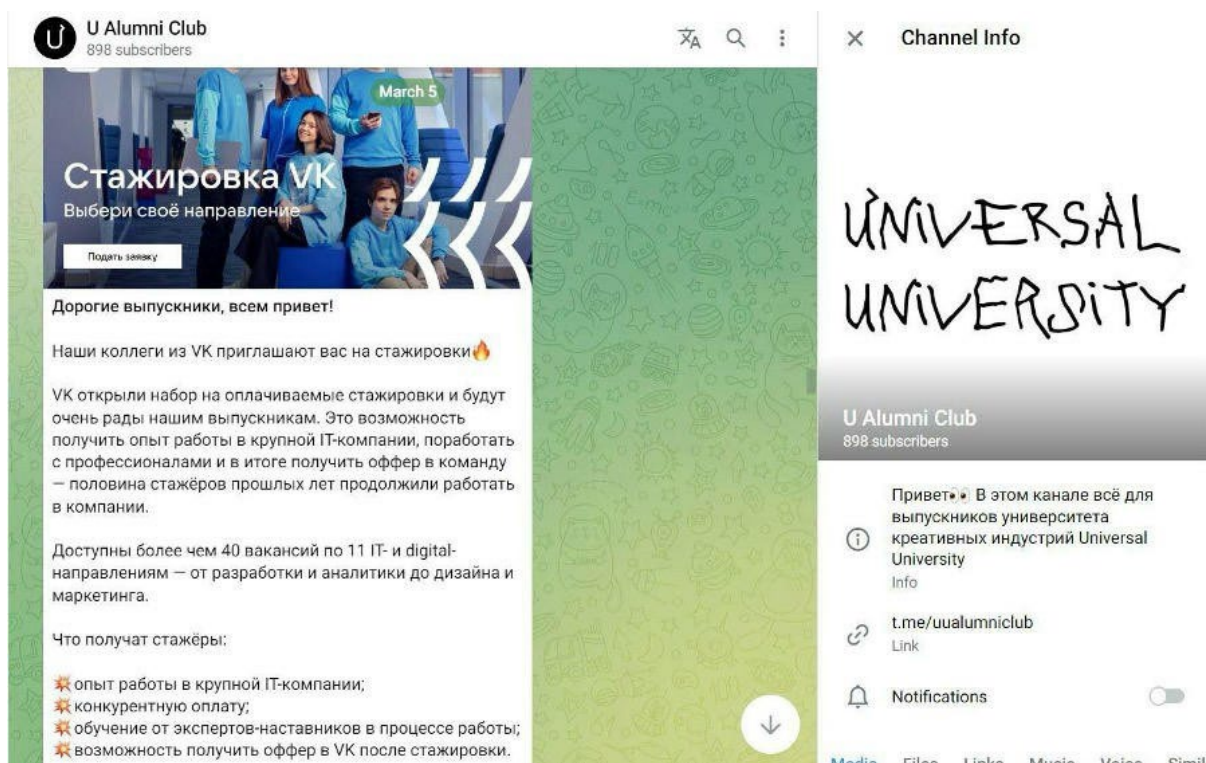 U Alumni Club
898 subscribers
March 5
Стажировка VK
Выбери своё направление
Подать заявку
Дорогие выпускники, всем привет!
Наши коллеги из VK приглашают вас на стажировки🔥
VK открыли набор на оплачиваемые стажировки и будут
очень рады нашим выпускникам. Это возможность
получить опыт работы в крупной IT-компании, поработать
с профессионалами и в итоге получить оффер в команду
— половина стажёров прошлых лет продолжили работать
в компании.
Доступны более чем 40 вакансий по 11 IT- и digital-
направлениям — от разработки и аналитики до дизайна и
маркетинга.
Что получат стажёры:
💥опыт работы в крупной IT-компании;
💥конкурентную оплату;
💥обучение от экспертов-наставников в процессе работы;
💥возможность получить оффер в VK после стажировки.
Channel Info
UNIVERSAL
UNIVERSITY
U Alumni Club
898 subscribers
Привет👀 В этом канале всё для
выпускников университета
креативных индустрий Universal
University
Info
t.me/uualumniclub
Link
Notifications
Media Files Links Music Voice Simil